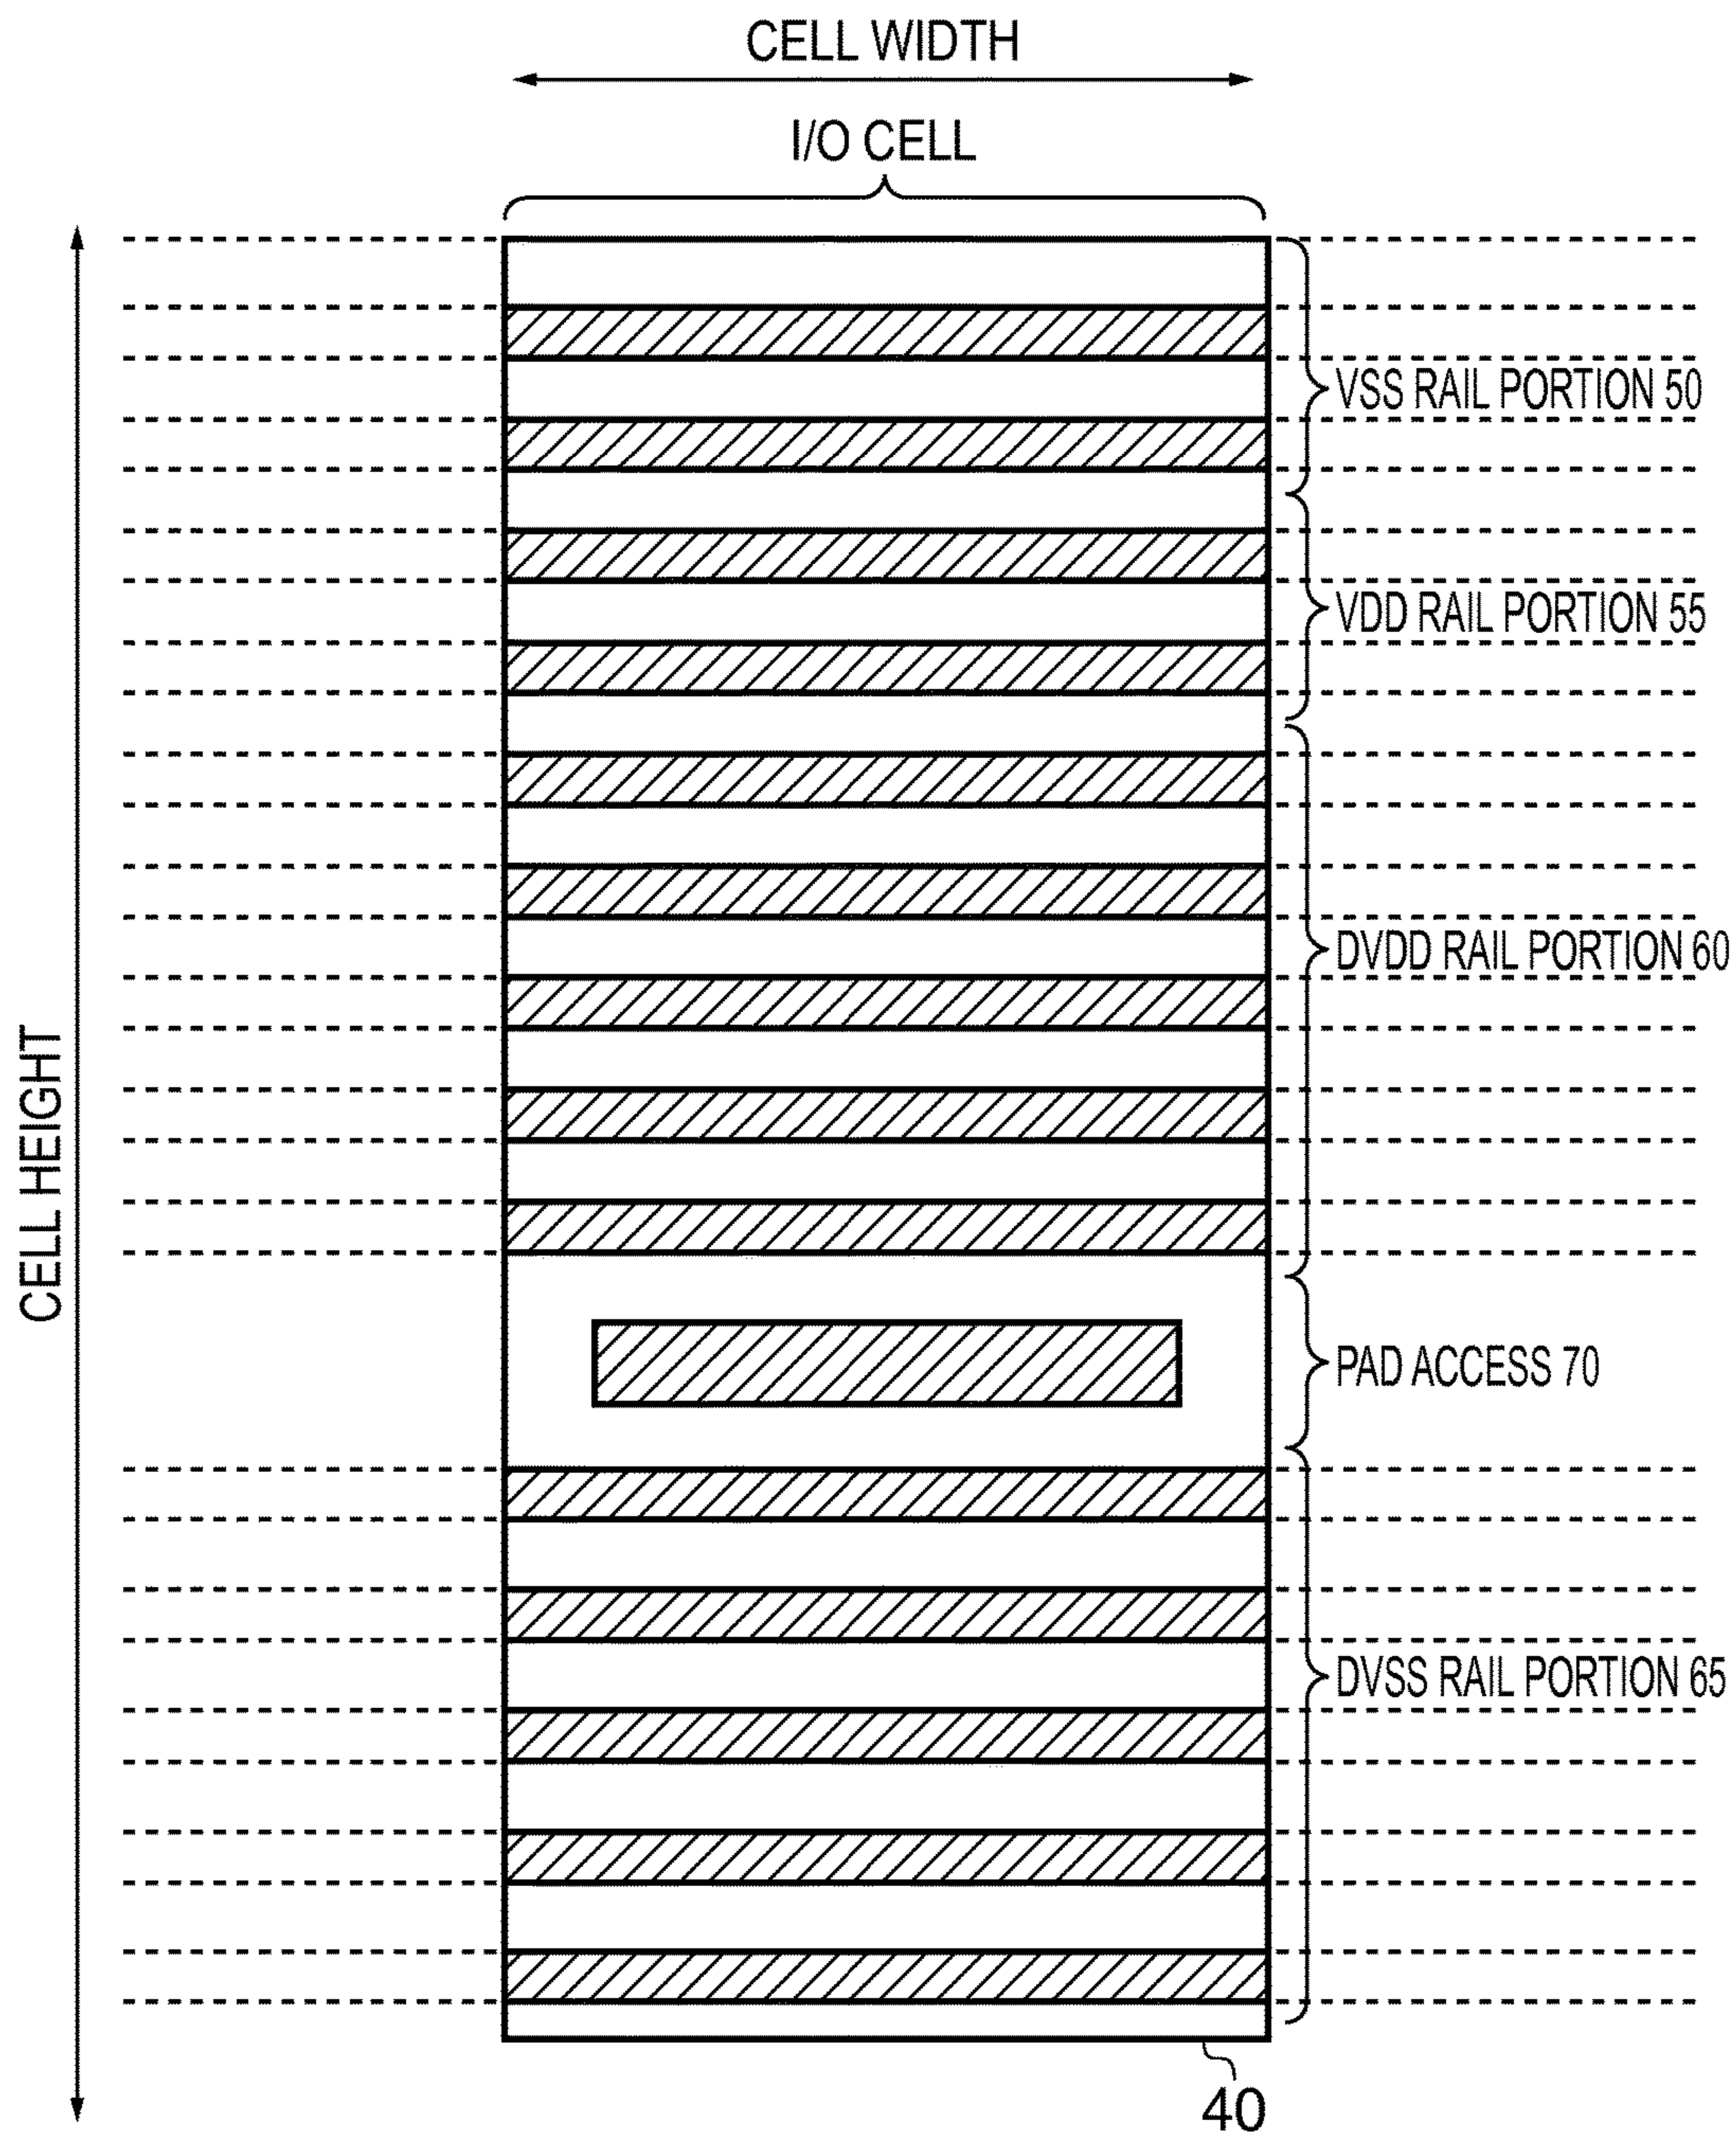 CELL WIDTH
I/O CELL
VSS RAIL PORTION 50
VDD RAIL PORTION 55
DVDD RAIL PORTION 60
CELL HEIGHT
PAD ACCESS 70
DVSS RAIL PORTION 65
40